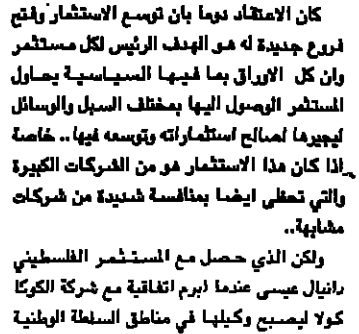 كان الاعتقاد دوما بان توسع الاستثمار وفتح
فروع جديدة له هو الهدف الرئيس لكل مستثمر
وان كل الاوراق بما فيها السياسية يحاول
المستثمر الوصول اليها بمختلف السبل والوسائل
ليجيرها لصالح استثماراته وتوسعه فيها.. خاصة
اذا كان هذا الاستثمار هو من الشركات الكبيرة
والتي تحظى ايضا بمنافسة شديدة من شركات
مشابهة..
ولكن الذي حصل مع المستثمر الفلسطيني
رانيال عيسى عندما ابرم اتفاقية مع شركة الكوكا
كولا ليصبح وكيلها في مناطق السلطة الوطنية